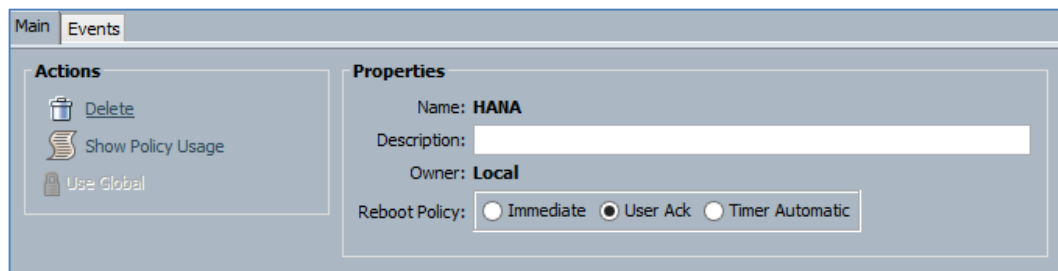 Main Events
Actions
Delete
Show Policy Usage
Use Global
Properties
Name: HANA
Description:
Owner: Local
Reboot Policy: Immediate User Ack Timer Automatic